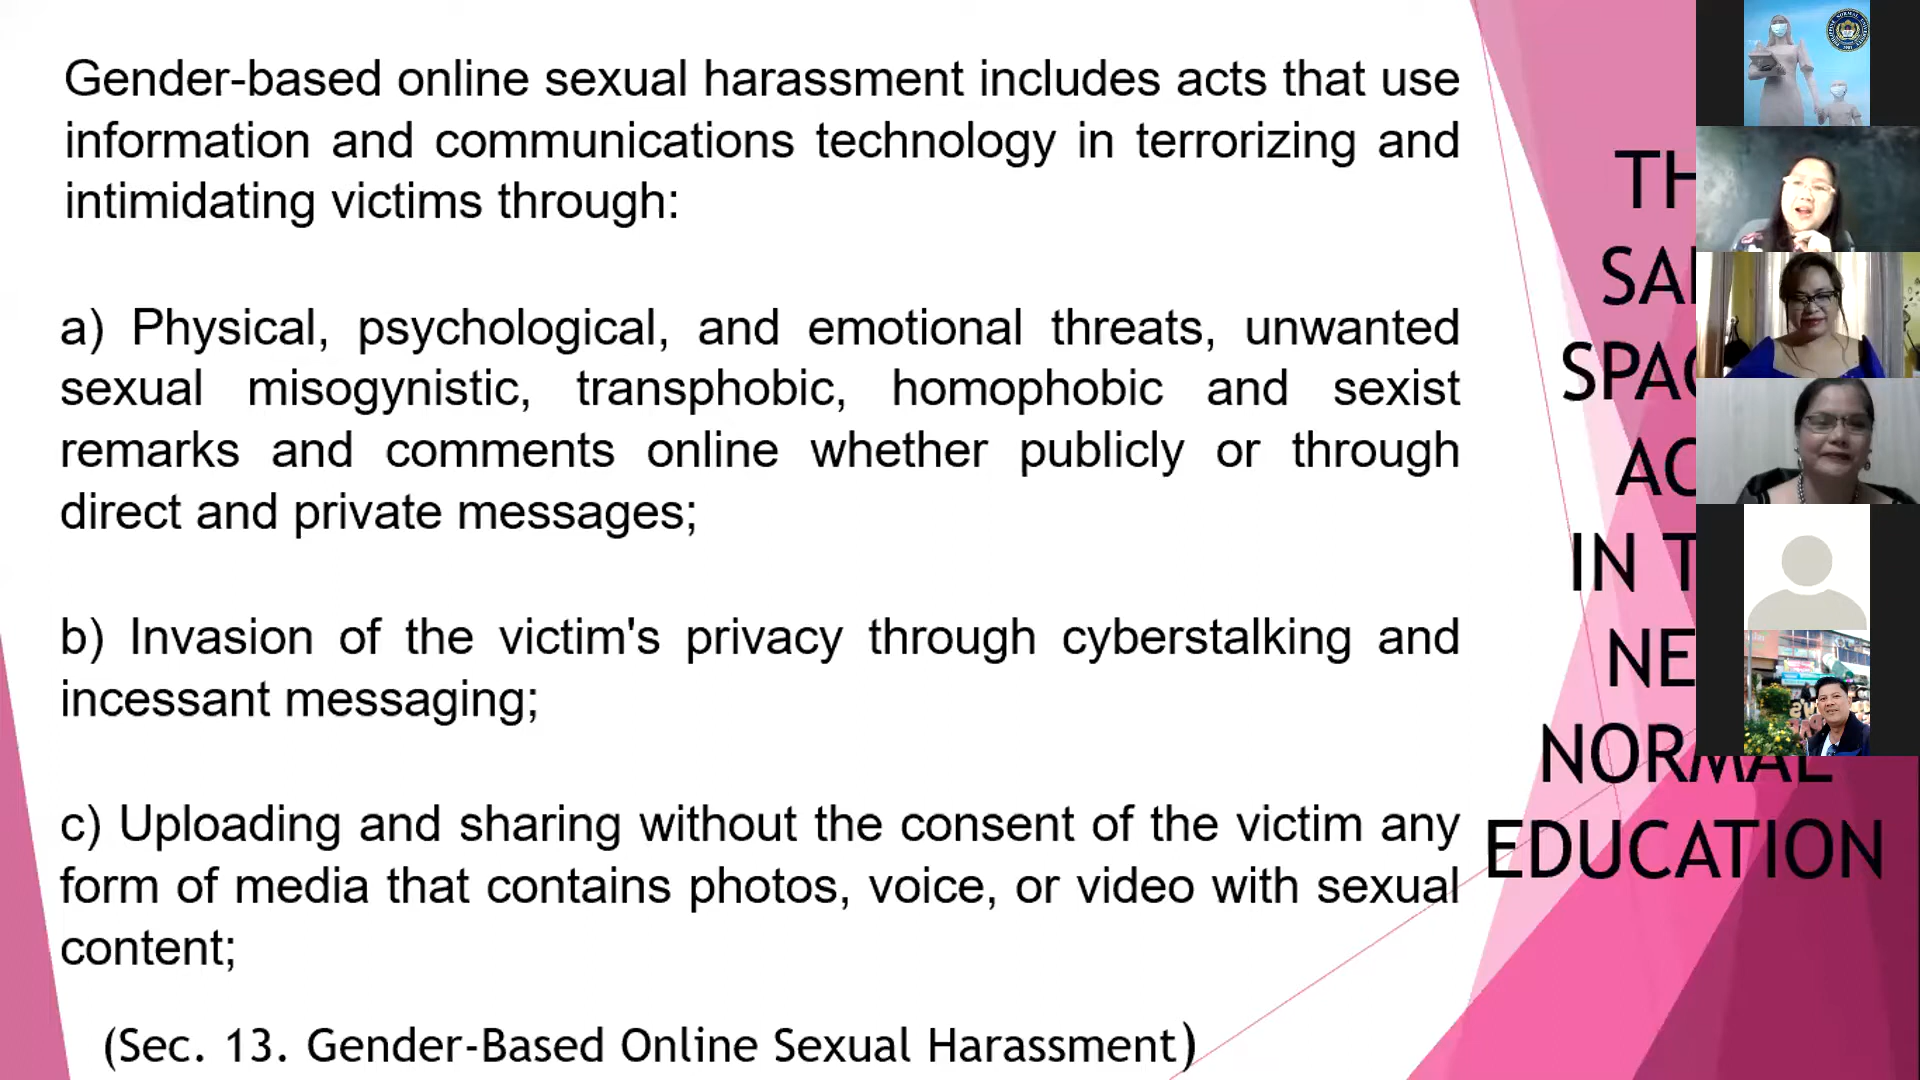 Gender-based online sexual harassment includes acts that use
information and communications technology in terrorizing and
intimidating victims through:
a) Physical, psychological, and emotional threats, unwanted
sexual misogynistic, transphobic, homophobic and sexist
remarks and comments online whether publicly or through
direct and private messages;
b) Invasion of the victim's privacy through cyberstalking and
incessant messaging;
c) Uploading and sharing without the consent of the victim any
form of media that contains photos, voice, or video with sexual
content;
(Sec. 13. Gender-Based Online Sexual Harassment)
IN
NORMAL
EDUCATION